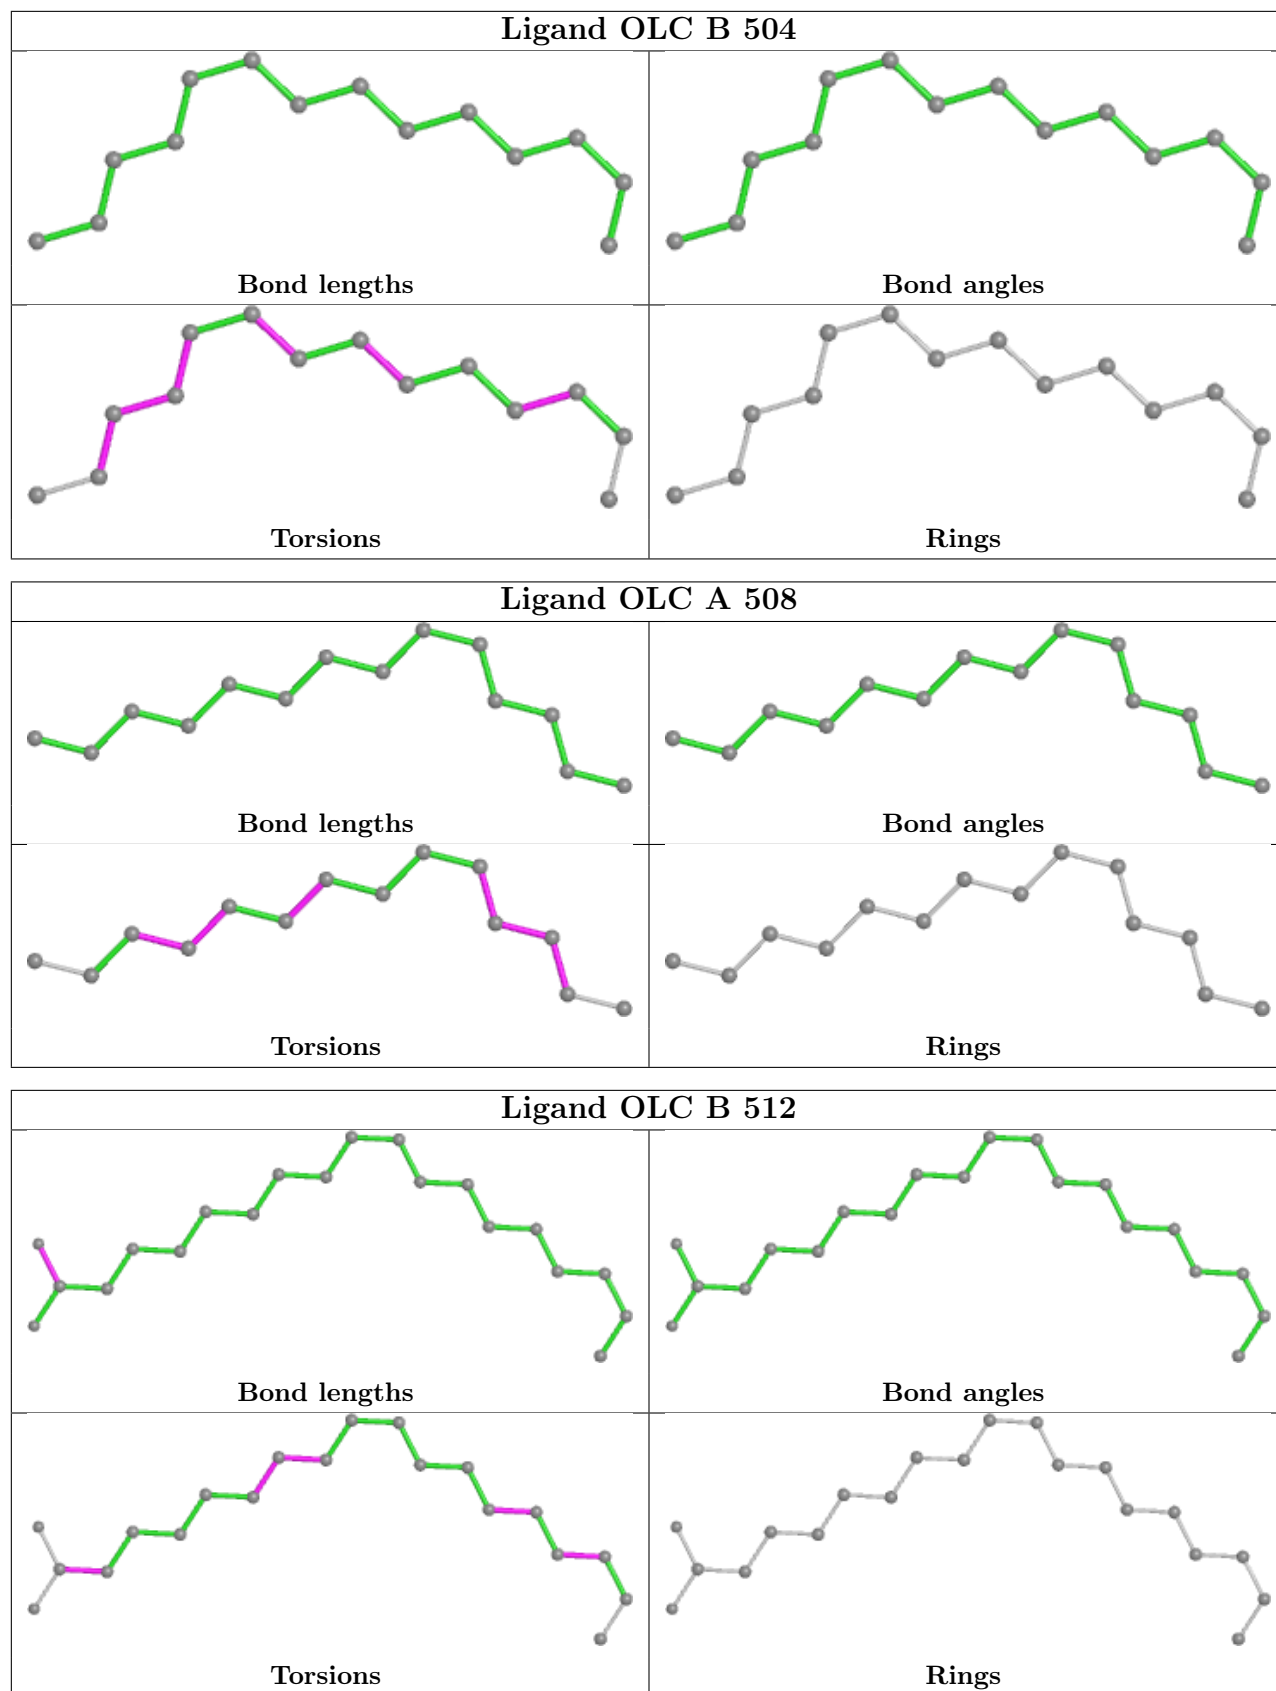 Ligand OLC B 504
Bond lengths
Bond angles
Torsions
Rings
Ligand OLC A 508
Bond lengths
Bond angles
Torsions
Rings
Ligand OLC B 512
Bond lengths
Bond angles
Torsions
Rings